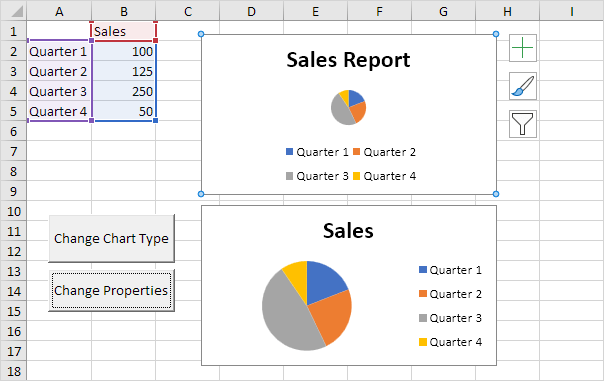 A B C D E F G H I
1 Sales
2 Quarter 1 100
3 Quarter 2 125
4 Quarter 3 250
5 Quarter 4 50
6
7
8
9
10
11
12
13
14
15
16
17
18
Sales Report
Quarter 1 Quarter 2
Quarter 3 Quarter 4
Change Chart Type
Change Properties
Sales
Quarter 1
Quarter 2
Quarter 3
Quarter 4